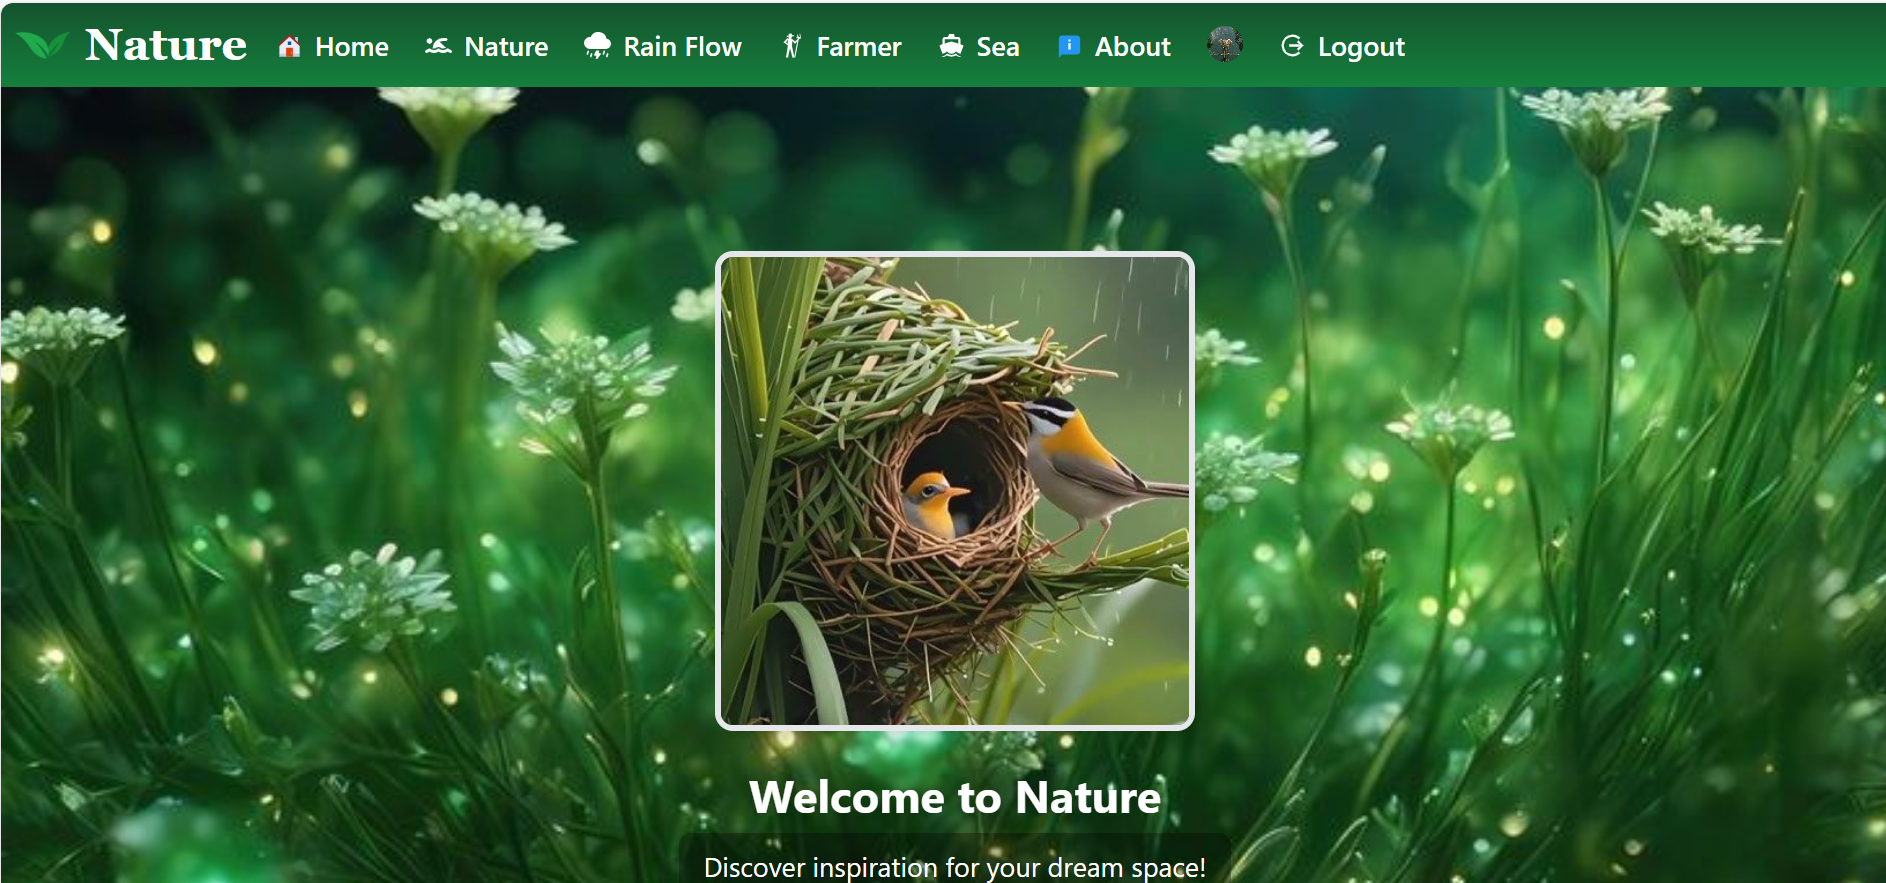 Nature Home Nature Rain Flow Farmer Sea About Logout
Welcome to Nature
Discover inspiration for your dream space!